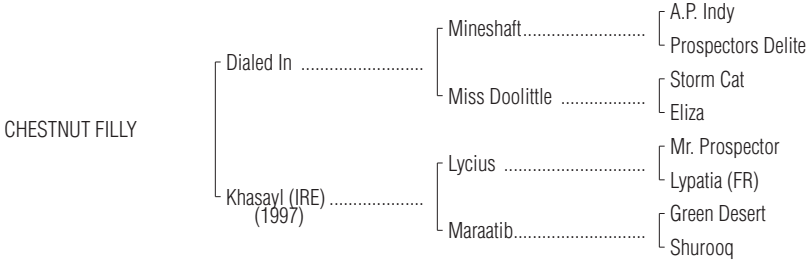 A.P. Indy
Mineshaft..............................
Prospectors Delite
Dialed In ..............................
Storm Cat
Miss Doolittle .....................
Eliza
CHESTNUT FILLY
Mr. Prospector
Lycius ...................................
Lypatia (FR)
Khasayl (IRE) .......................
(1997)
Green Desert
Maraatib................................
Shurooq